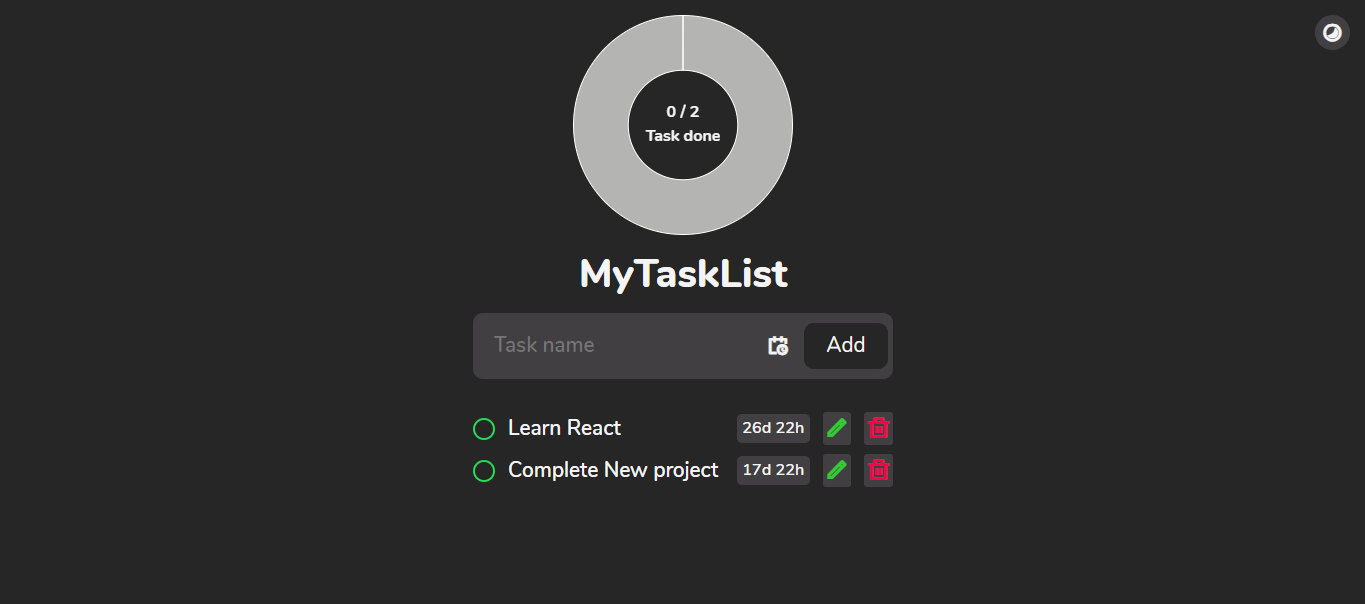 0 / 2
Task done
MyTaskList
Task name
Add
Learn React 26d 22h
Complete New project 17d 22h